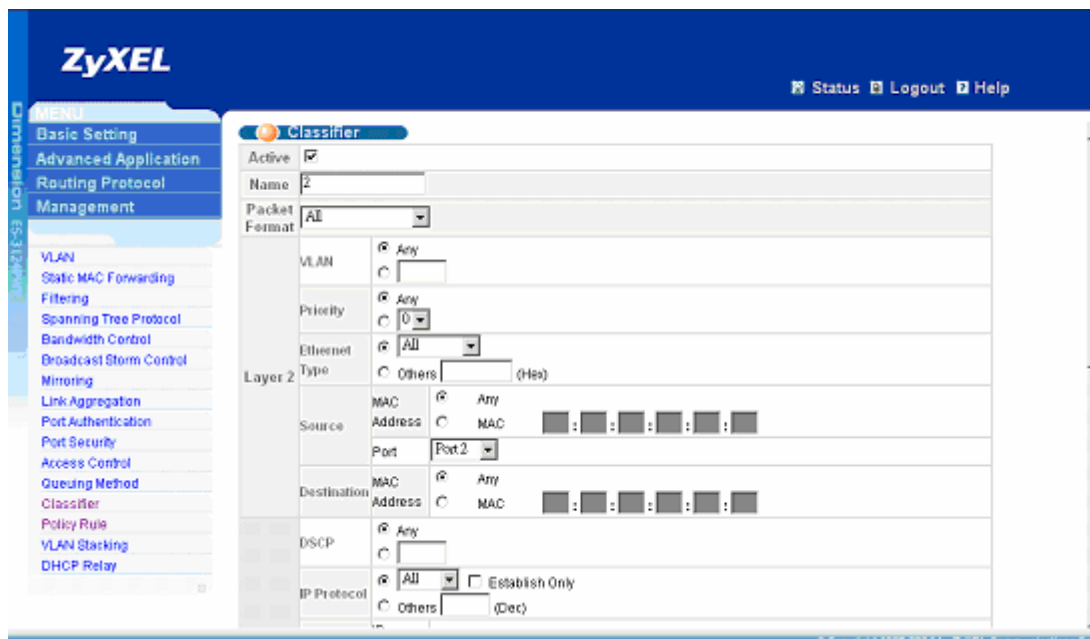 ZyXEL
Status Logout Help
Dimension
MENU
Basic Setting
Advanced Application
Routing Protocol
Management
VLAN
Static MAC Forwarding
Filtering
Spanning Tree Protocol
Bandwidth Control
Broadcast Storm Control
Mirroring
Link Aggregation
Port Authentication
Port Security
Access Control
Queuing Method
Classifier
Policy Rule
VLAN Stacking
DHCP Relay
Classifier
Active
Name 2
Packet Format All
Layer 2
VLAN Any
Priority Any
0
Ethernet Type All
Others (Hex)
Source MAC Address Any
MAC : : : : :
Port Port 2
Destination MAC Address Any
MAC : : : : :
DSCP Any
IP Protocol All Establish Only
Others (Dec)